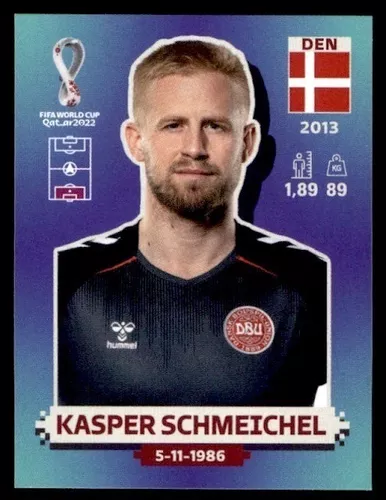 DEN
FIFA WORLD CUP
Qatar2022
2013
KG
1,89 89
hummel
DBU
KASPER SCHMEICHEL
5-11-1986